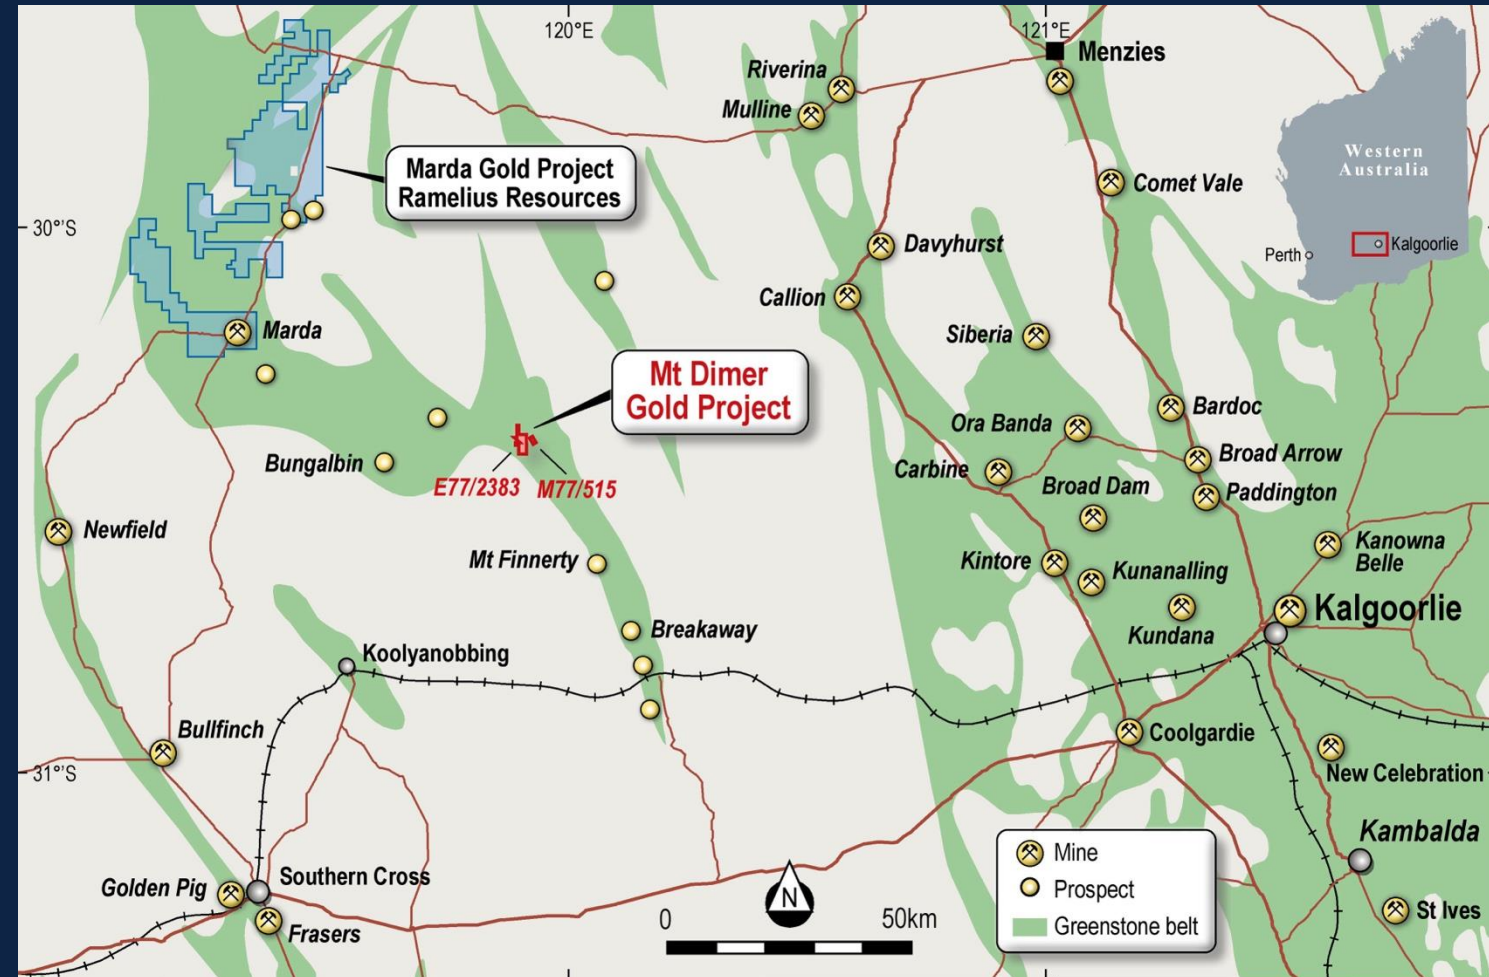 120°E
121°E
Menzies
Riverina
Mulline
Western
Australia
Perth
Kalgoorlie
Marda Gold Project
Ramelius Resources
Comet Vale
30°S
Davyhurst
Callion
Marda
Siberia
Mt Dimer
Gold Project
Bardoc
Ora Banda
Broad Arrow
Bungalbin
E77/2383
M77/515
Carbine
Broad Dam
Paddington
Newfield
Kanowna
Belle
Mt Finnerty
Kintore
Kunanalling
Kalgoorlie
Kundana
Breakaway
Koolyanobbing
Bullfinch
Coolgardie
31°S
New Celebration
Kambalda
Mine
Prospect
Greenstone belt
Golden Pig
Southern Cross
Frasers
N
0
50km
St Ives